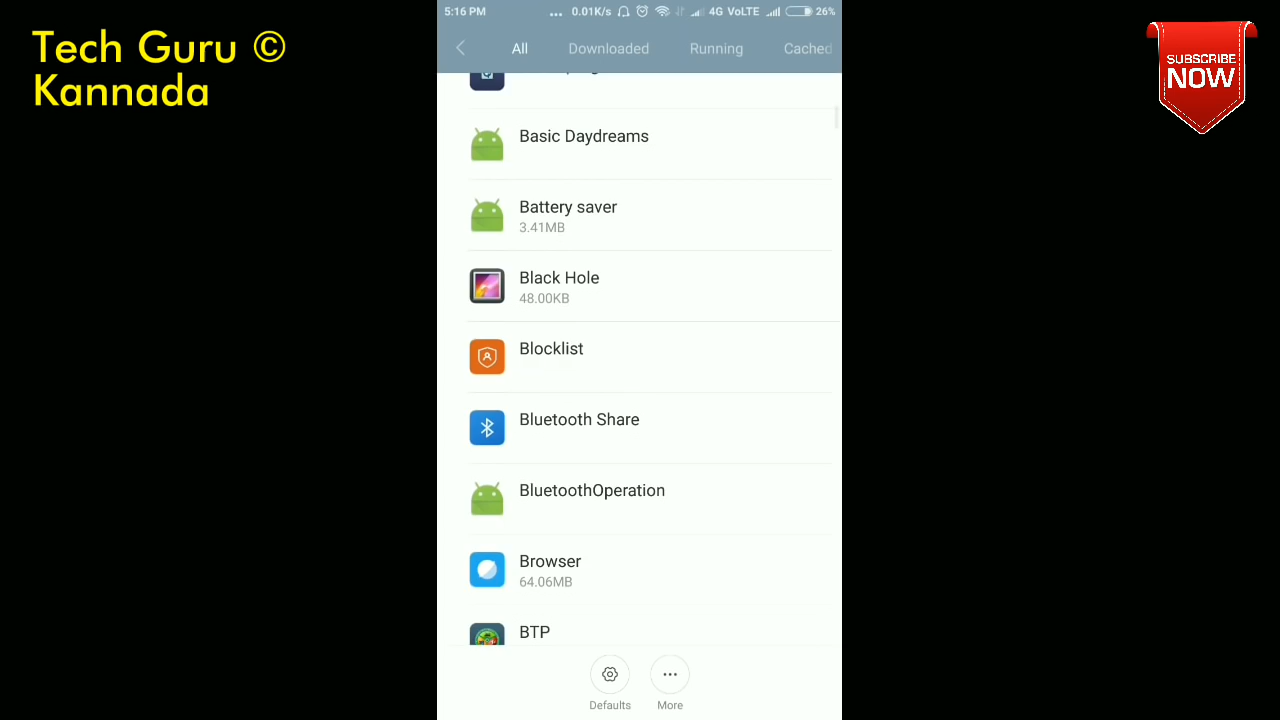 Tech Guru ©
Kannada
SUBSCRIBE
NOW
5:16 PM ... 0.01K/s 4G VoLTE 26%
All Downloaded Running Cached
Basic Daydreams
Battery saver
3.41MB
Black Hole
48.00KB
Blocklist
Bluetooth Share
BluetoothOperation
Browser
64.06MB
BTP
Defaults More